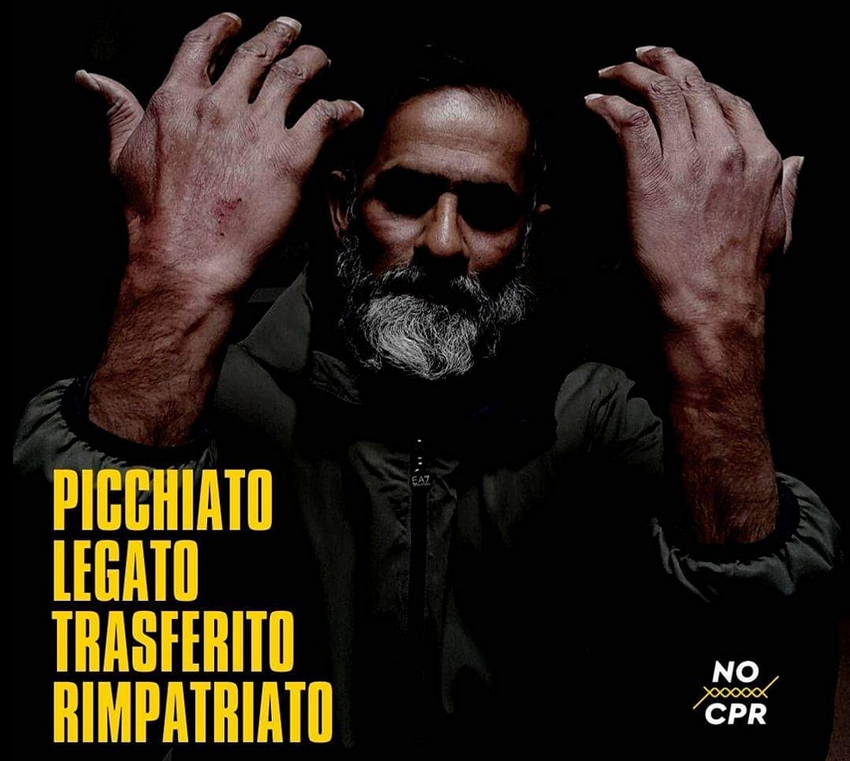 EA7
PICCHIATO
LEGATO
TRASFERITO
RIMPATRIATO
NO
CPR